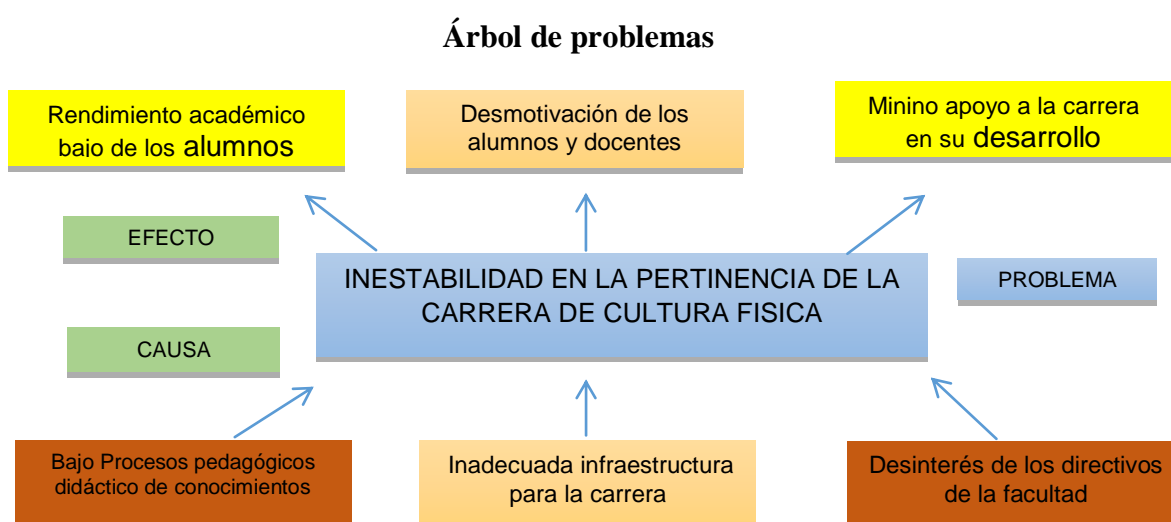 Árbol de problemas
Rendimiento académico
bajo de los alumnos
Desmotivación de los
alumnos y docentes
Minino apoyo a la carrera
en su desarrollo
EFECTO
INESTABILIDAD EN LA PERTINENCIA DE LA
CARRERA DE CULTURA FISICA
PROBLEMA
CAUSA
Bajo Procesos pedagógicos
didáctico de conocimientos
Inadecuada infraestructura
para la carrera
Desinterés de los directivos
de la facultad